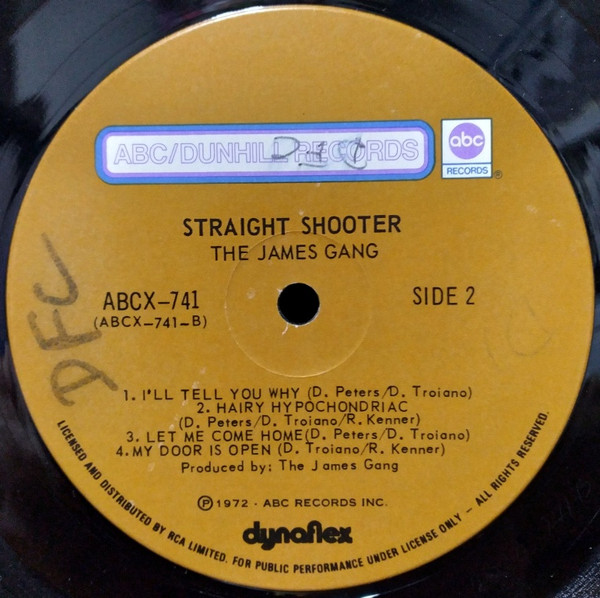 ABC/DUNHILL RECORDS
abc
RECORDS
®
STRAIGHT SHOOTER
THE JAMES GANG
ABCX-741
(ABCX-741-B)
SIDE 2
DFC
1. I'LL TELL YOU WHY (D. Peters/D. Troiano)
2. HAIRY HYPOCHONDRIAC
(D. Peters/D. Troiano/R. Kenner)
3. LET ME COME HOME(D. Peters/D. Troiano)
4. MY DOOR IS OPEN (D. Troiano/R. Kenner)
Produced by: The James Gang
Ⓟ1972 - ABC RECORDS INC.
dynaflex
LICENSED AND DISTRIBUTED BY RCA LIMITED. FOR PUBLIC PERFORMANCE UNDER LICENSE ONLY — ALL RIGHTS RESERVED.